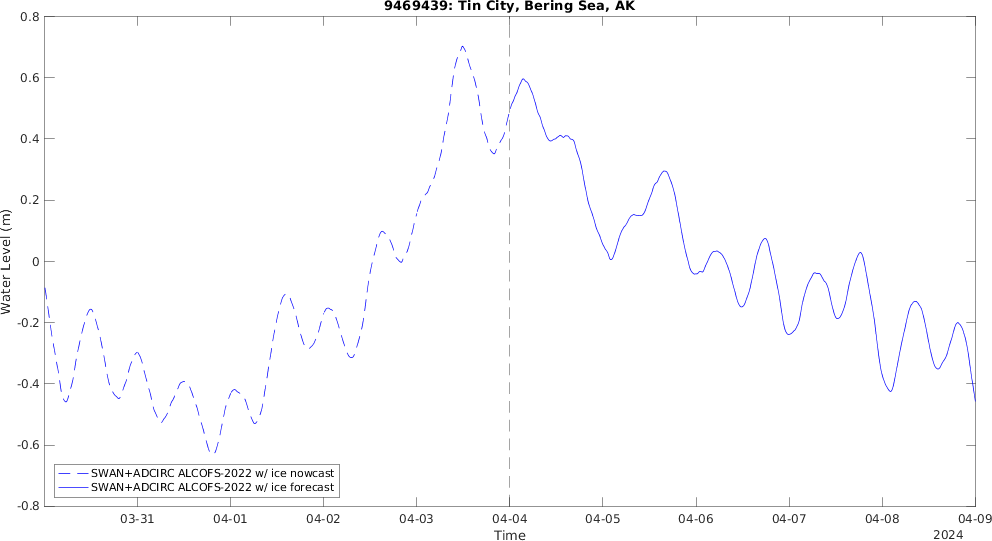 9469439: Tin City, Bering Sea, AK
0.8
0.6
0.4
0.2
0
-0.2
-0.4
-0.6
-0.8
Water Level (m)
SWAN+ADCIRC ALCOFS-2022 w/ ice nowcast
SWAN+ADCIRC ALCOFS-2022 w/ ice forecast
03-31 04-01 04-02 04-03 04-04 04-05 04-06 04-07 04-08 04-09
Time
2024